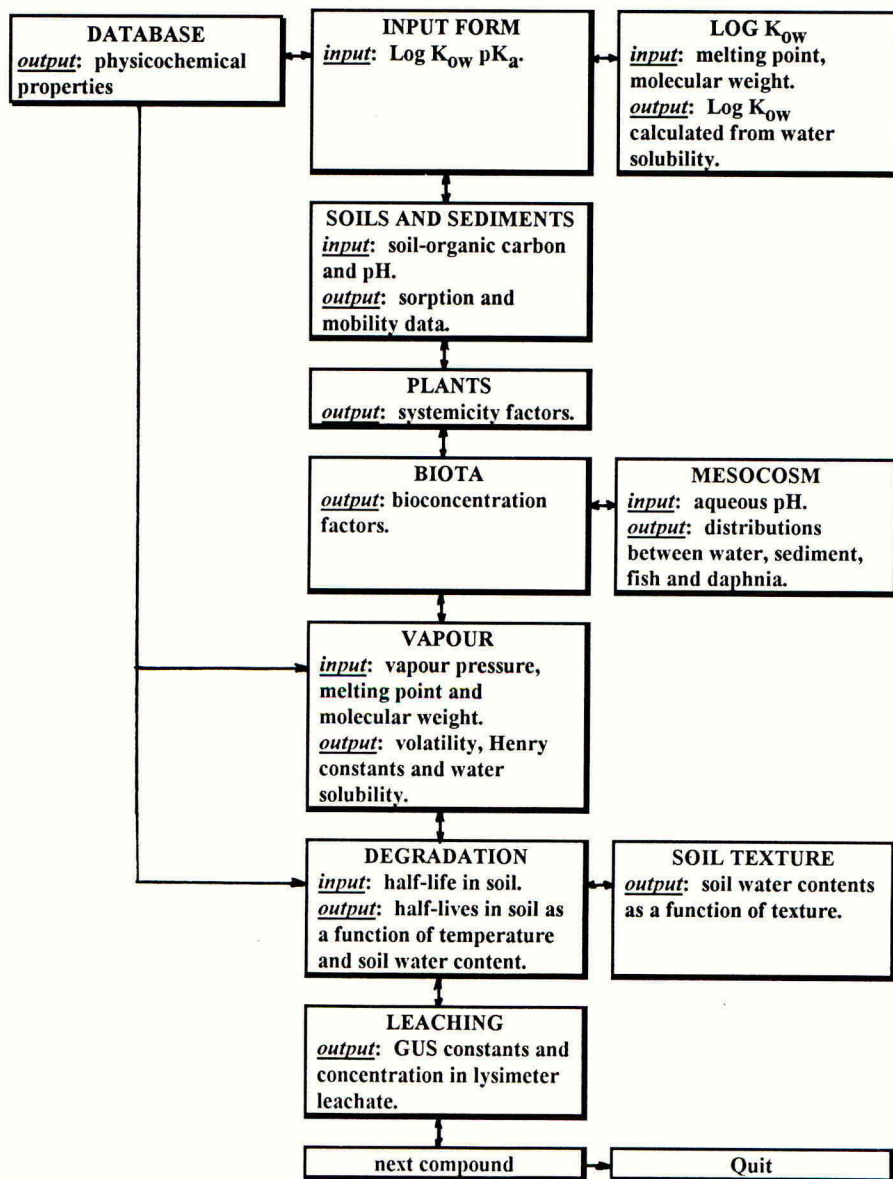 DATABASE
output: physicochemical
properties
INPUT FORM
input: Log Kow pKa.
LOG Kow
input: melting point,
molecular weight.
output: Log Kow
calculated from water
solubility.
SOILS AND SEDIMENTS
input: soil-organic carbon
and pH.
output: sorption and
mobility data.
PLANTS
output: systemicity factors.
BIOTA
output: bioconcentration
factors.
MESOCOSM
input: aqueous pH.
output: distributions
between water, sediment,
fish and daphnia.
VAPOUR
input: vapour pressure,
melting point and
molecular weight.
output: volatility, Henry
constants and water
solubility.
DEGRADATION
input: half-life in soil.
output: half-lives in soil as
a function of temperature
and soil water content.
SOIL TEXTURE
output: soil water contents
as a function of texture.
LEACHING
output: GUS constants and
concentration in lysimeter
leachate.
next compound
Quit